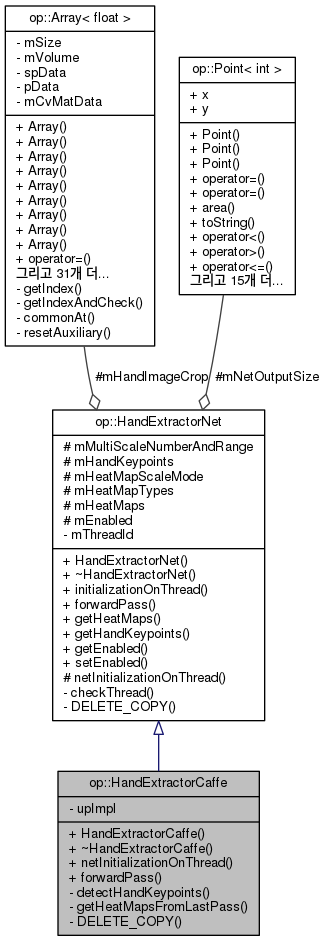 op::Array< float >
- mSize
- mVolume
- spData
- pData
- mCvMatData
+ Array()
+ Array()
+ Array()
+ Array()
+ Array()
+ Array()
+ Array()
+ Array()
+ Array()
+ operator=()
그리고 31개 더...
- getIndex()
- getIndexAndCheck()
- commonAt()
- resetAuxiliary()
op::Point< int >
+ x
+ y
+ Point()
+ Point()
+ Point()
+ operator=()
+ operator=()
+ area()
+ toString()
+ operator<()
+ operator>()
+ operator<=()
그리고 15개 더...
#mHandImageCrop
#mNetOutputSize
op::HandExtractorNet
# mMultiScaleNumberAndRange
# mHandKeypoints
# mHeatMapScaleMode
# mHeatMapTypes
# mHeatMaps
# mEnabled
- mThreadId
+ HandExtractorNet()
+ ~HandExtractorNet()
+ initializationOnThread()
+ forwardPass()
+ getHeatMaps()
+ getHandKeypoints()
+ getEnabled()
+ setEnabled()
# netInitializationOnThread()
- checkThread()
- DELETE_COPY()
op::HandExtractorCaffe
- upImpl
+ HandExtractorCaffe()
+ ~HandExtractorCaffe()
+ netInitializationOnThread()
+ forwardPass()
- detectHandKeypoints()
- getHeatMapsFromLastPass()
- DELETE_COPY()